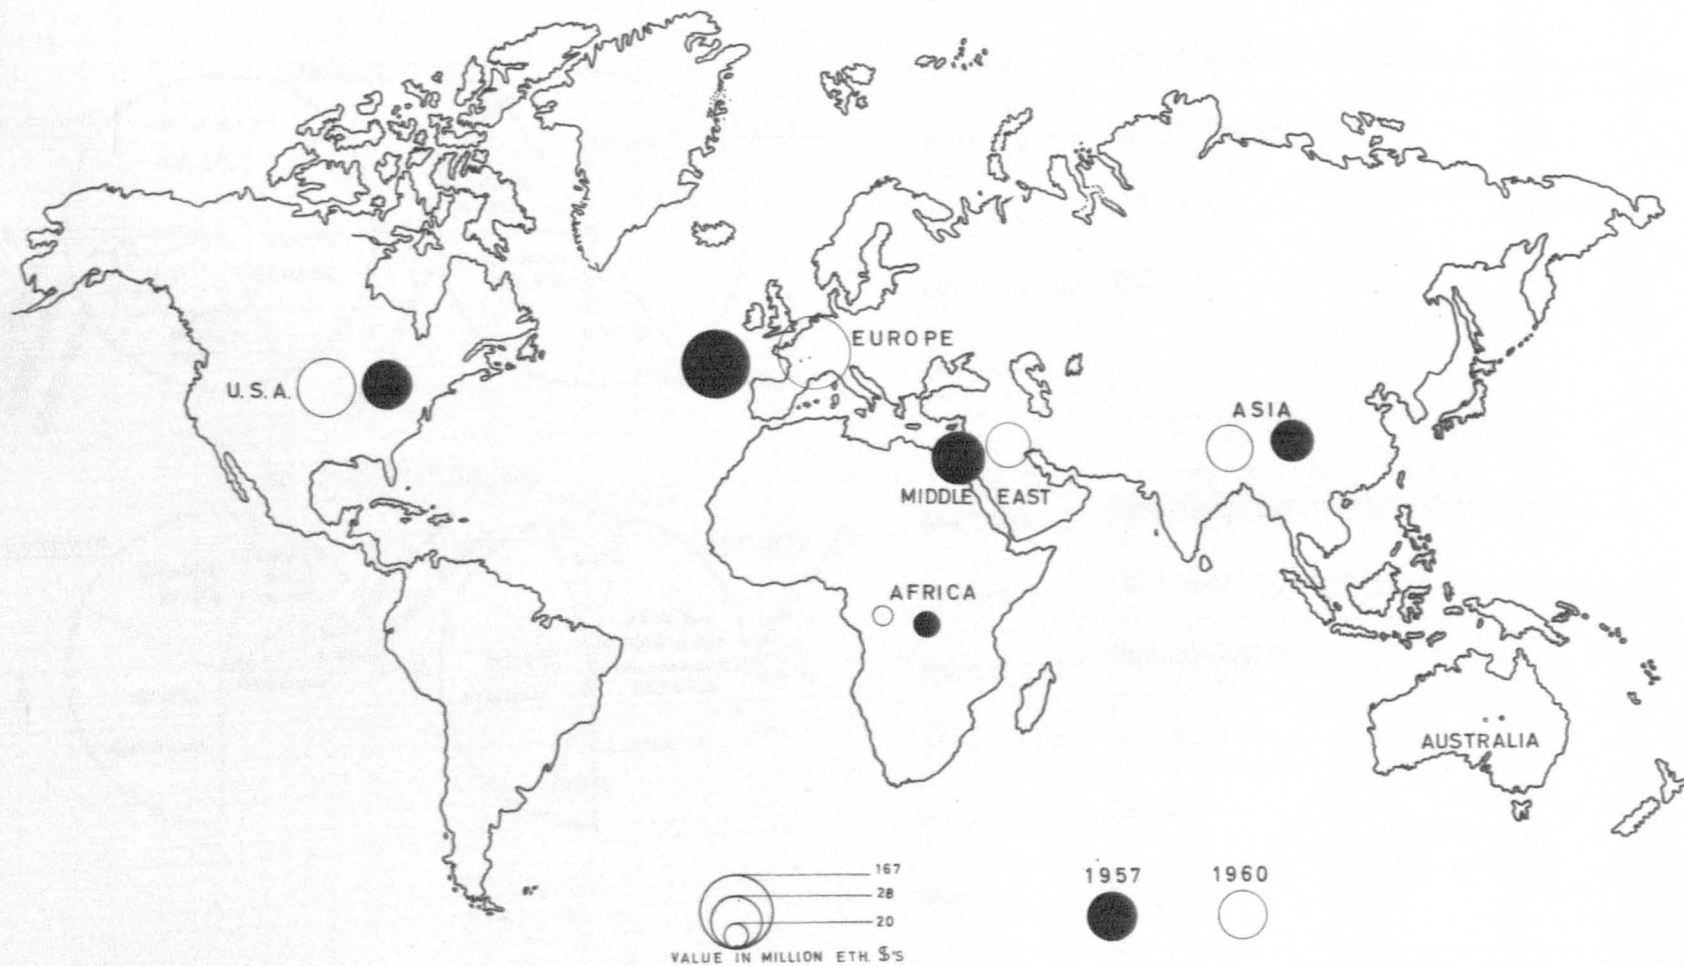 EUROPE
U.S.A.
ASIA
MIDDLE EAST
AFRICA
AUSTRALIA
167
28
20
VALUE IN MILLION ETH. $'S
1957 1960